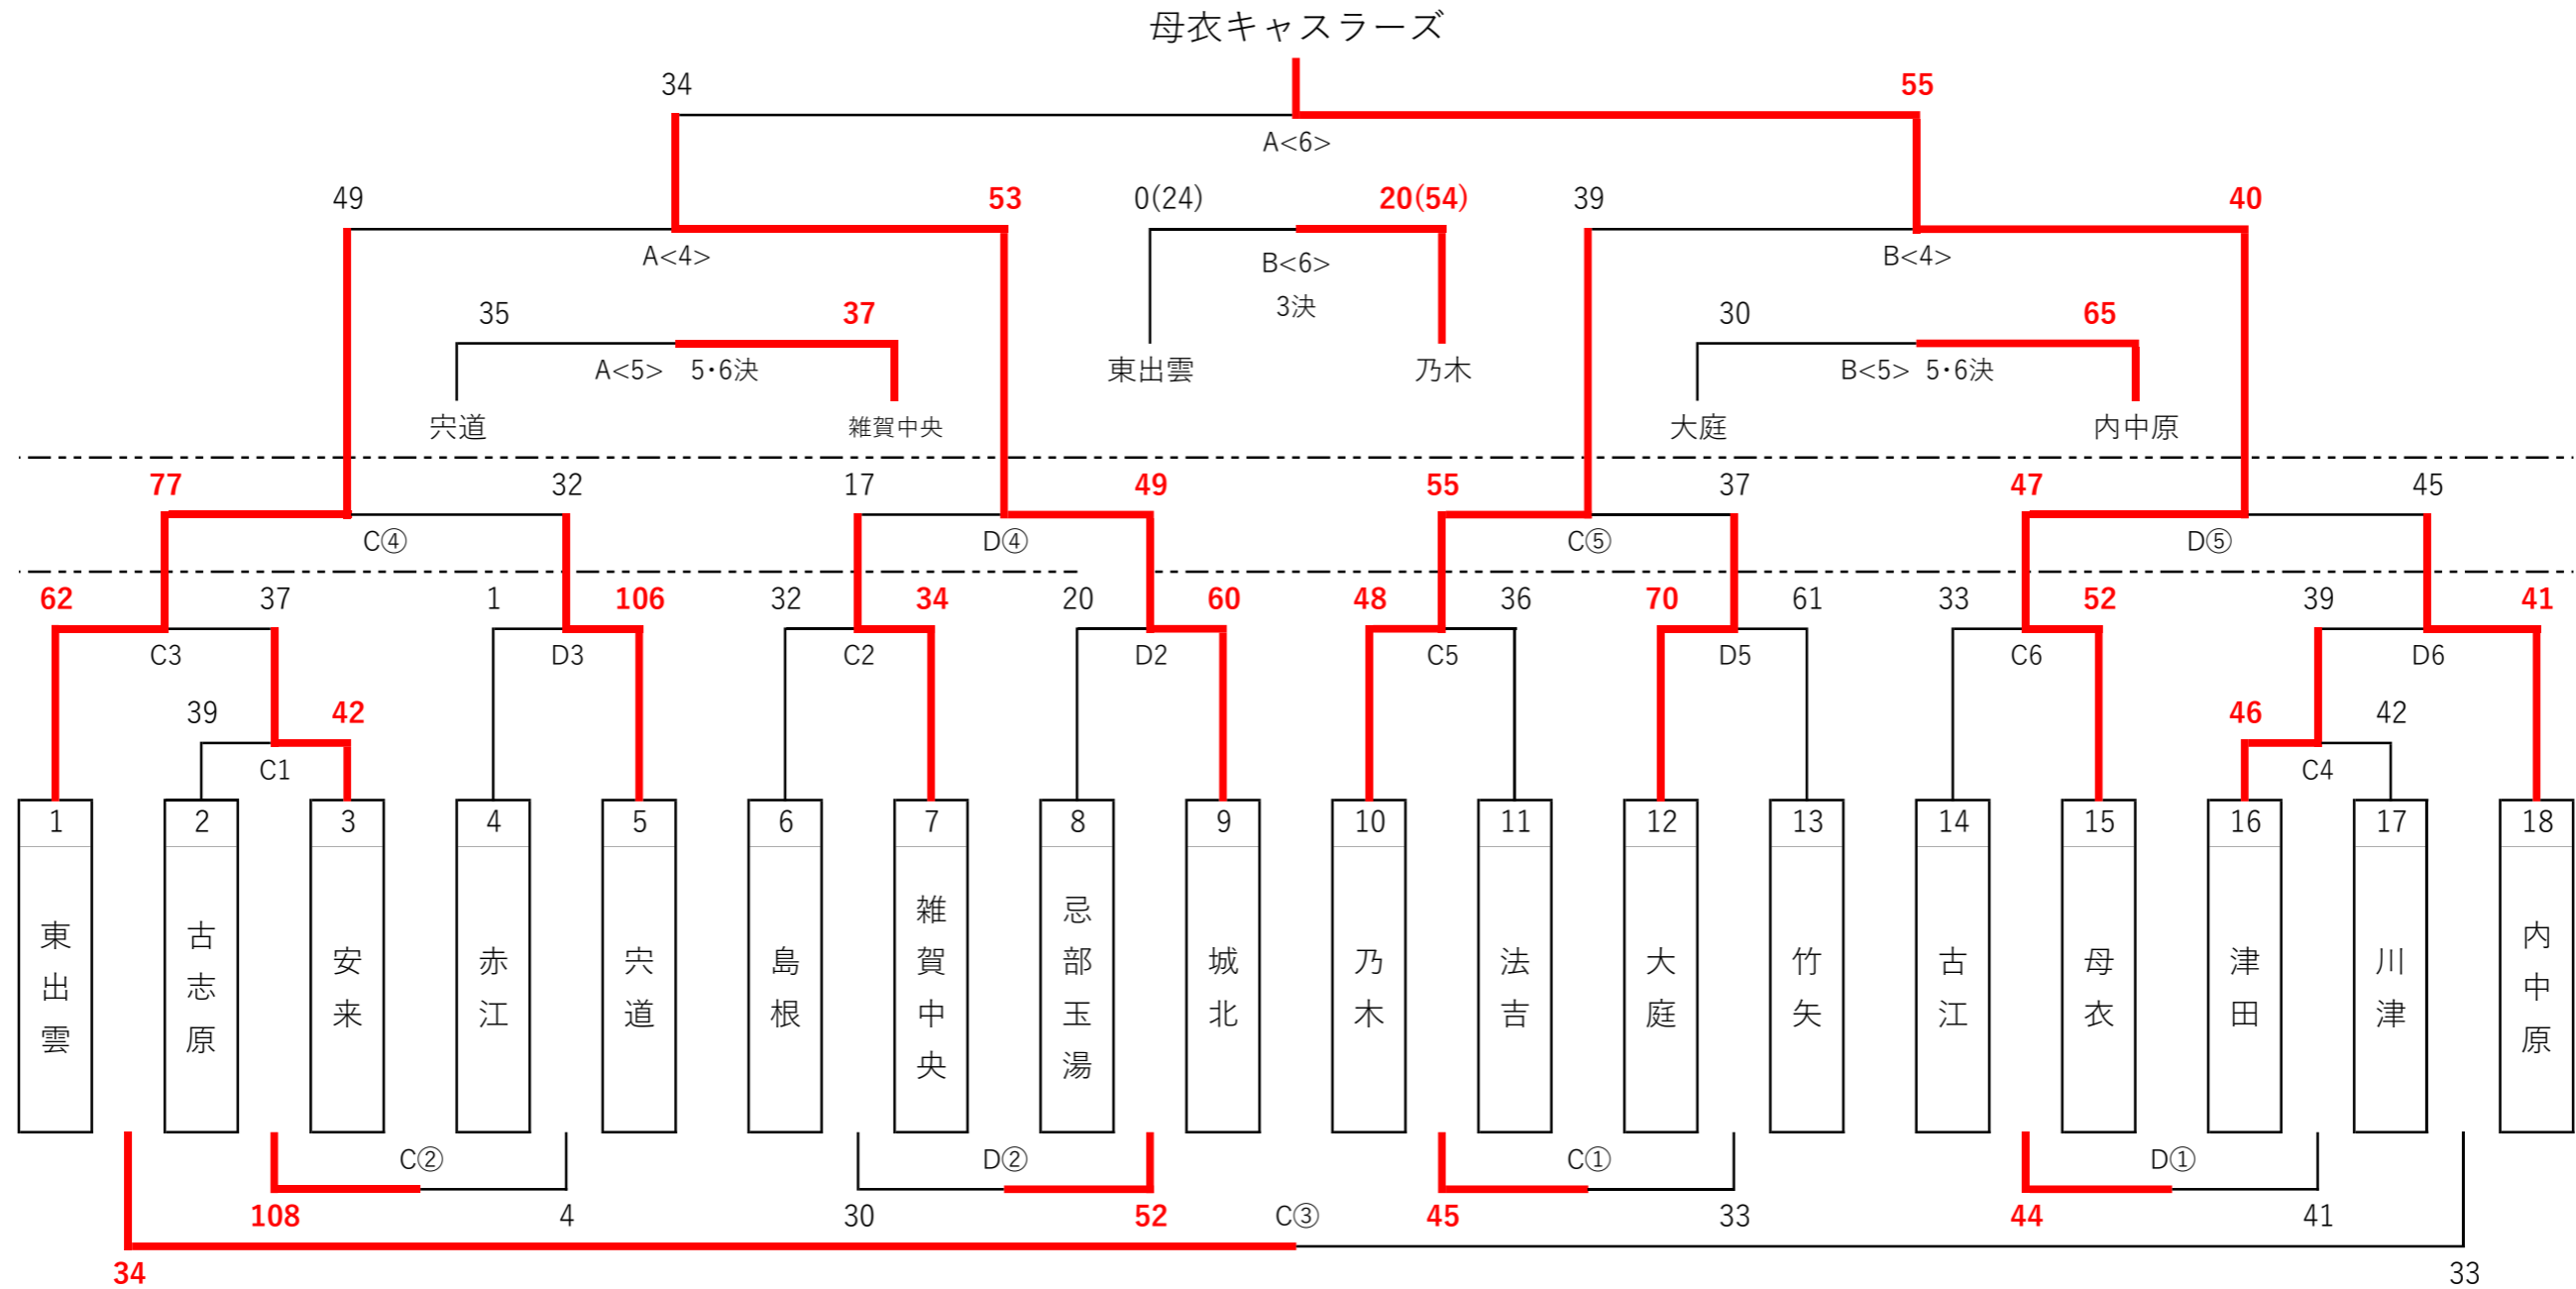 母衣キャスラーズ
34 55
A<6>
49 53 0(24) 20(54) 39 40
A<4> B<6> B<4>
3決
35 37 30 65
A<5> 5･6決 東出雲 乃木 B<5> 5･6決
宍道 雑賀中央 大庭 内中原
77 32 17 49 55 37 47 45
C④ D④ C⑤ D⑤
62 37 1 106 32 34 20 60 48 36 70 61 33 52 39 41
C3 D3 C2 D2 C5 D5 C6 D6
39 42 46 42
C1 C4
1 2 3 4 5 6 7 8 9 10 11 12 13 14 15 16 17 18
東出雲
古志原
安来
赤江
宍道
島根
雑賀中央
忌部玉湯
城北
乃木
法吉
大庭
竹矢
古江
母衣
津田
川津
内中原
C② D② C① D①
108 4 30 52 C③ 45 33 44 41
34 33